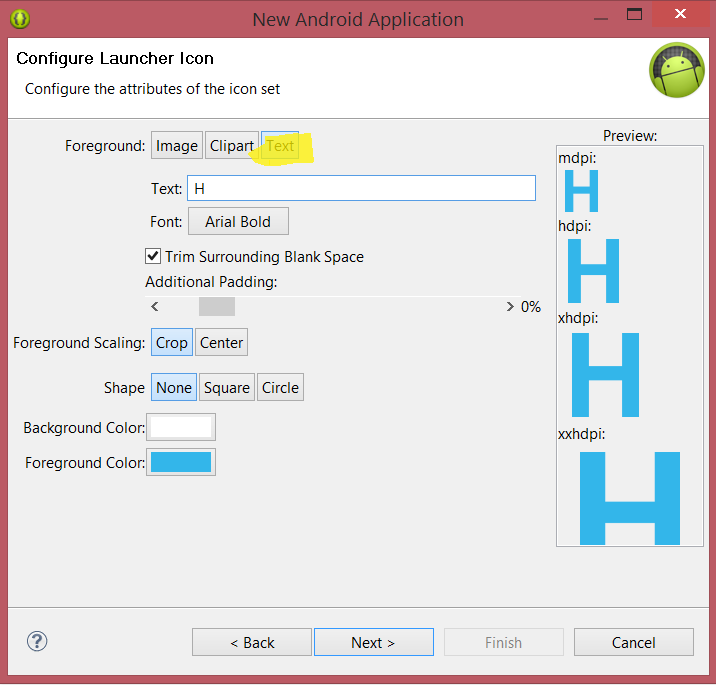 New Android Application
Configure Launcher Icon
Configure the attributes of the icon set
Foreground: Image Clipart Text
Text: H
Font: Arial Bold
Trim Surrounding Blank Space
Additional Padding:
< > 0%
Foreground Scaling: Crop Center
Shape None Square Circle
Background Color:
Foreground Color:
Preview:
mdpi:
H
hdpi:
H
xhdpi:
H
xxhdpi:
H
? < Back Next > Finish Cancel